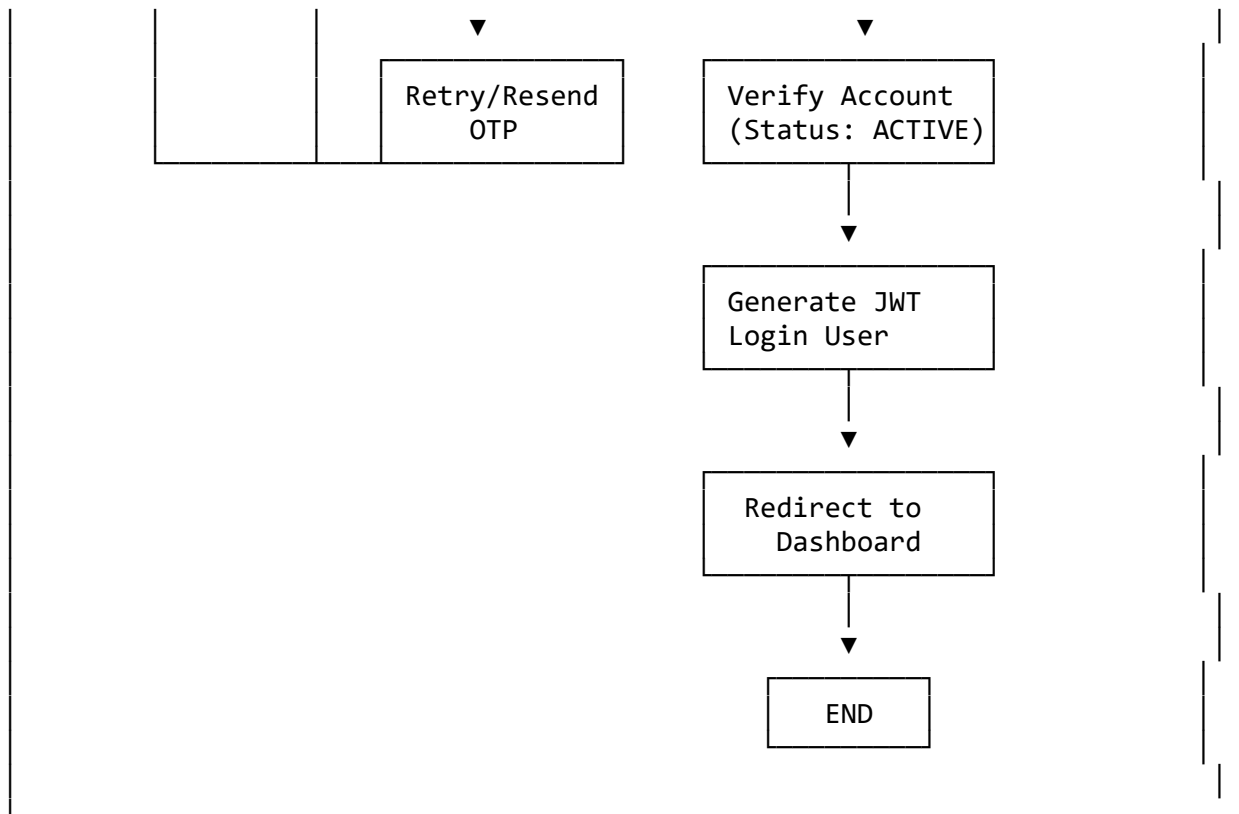 Retry/Resend
OTP
Verify Account
(Status: ACTIVE)
Generate JWT
Login User
Redirect to
Dashboard
END